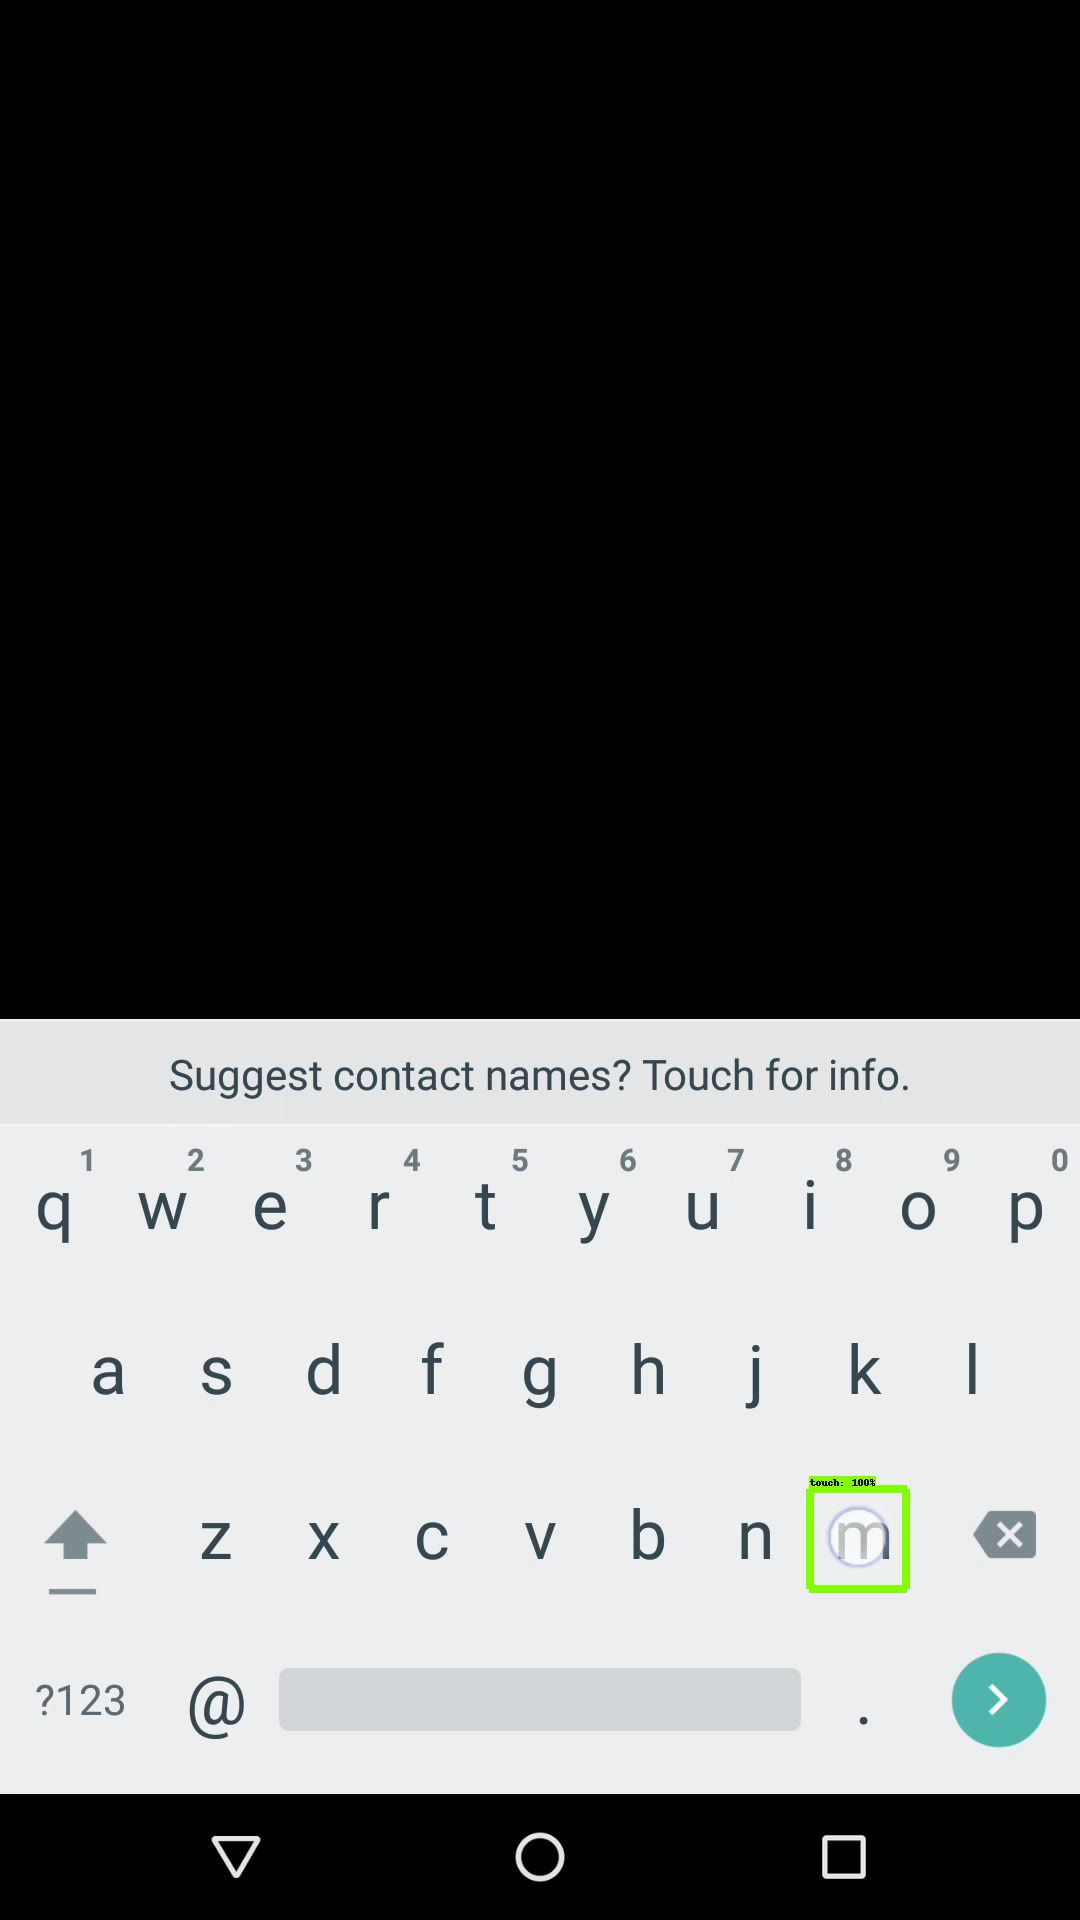 Suggest contact names? Touch for info.
1 2 3 4 5 6 7 8 9 0
q w e r t y u i o p
a s d f g h j k l
touch: 100%
z x c v b n m
?123 @ .